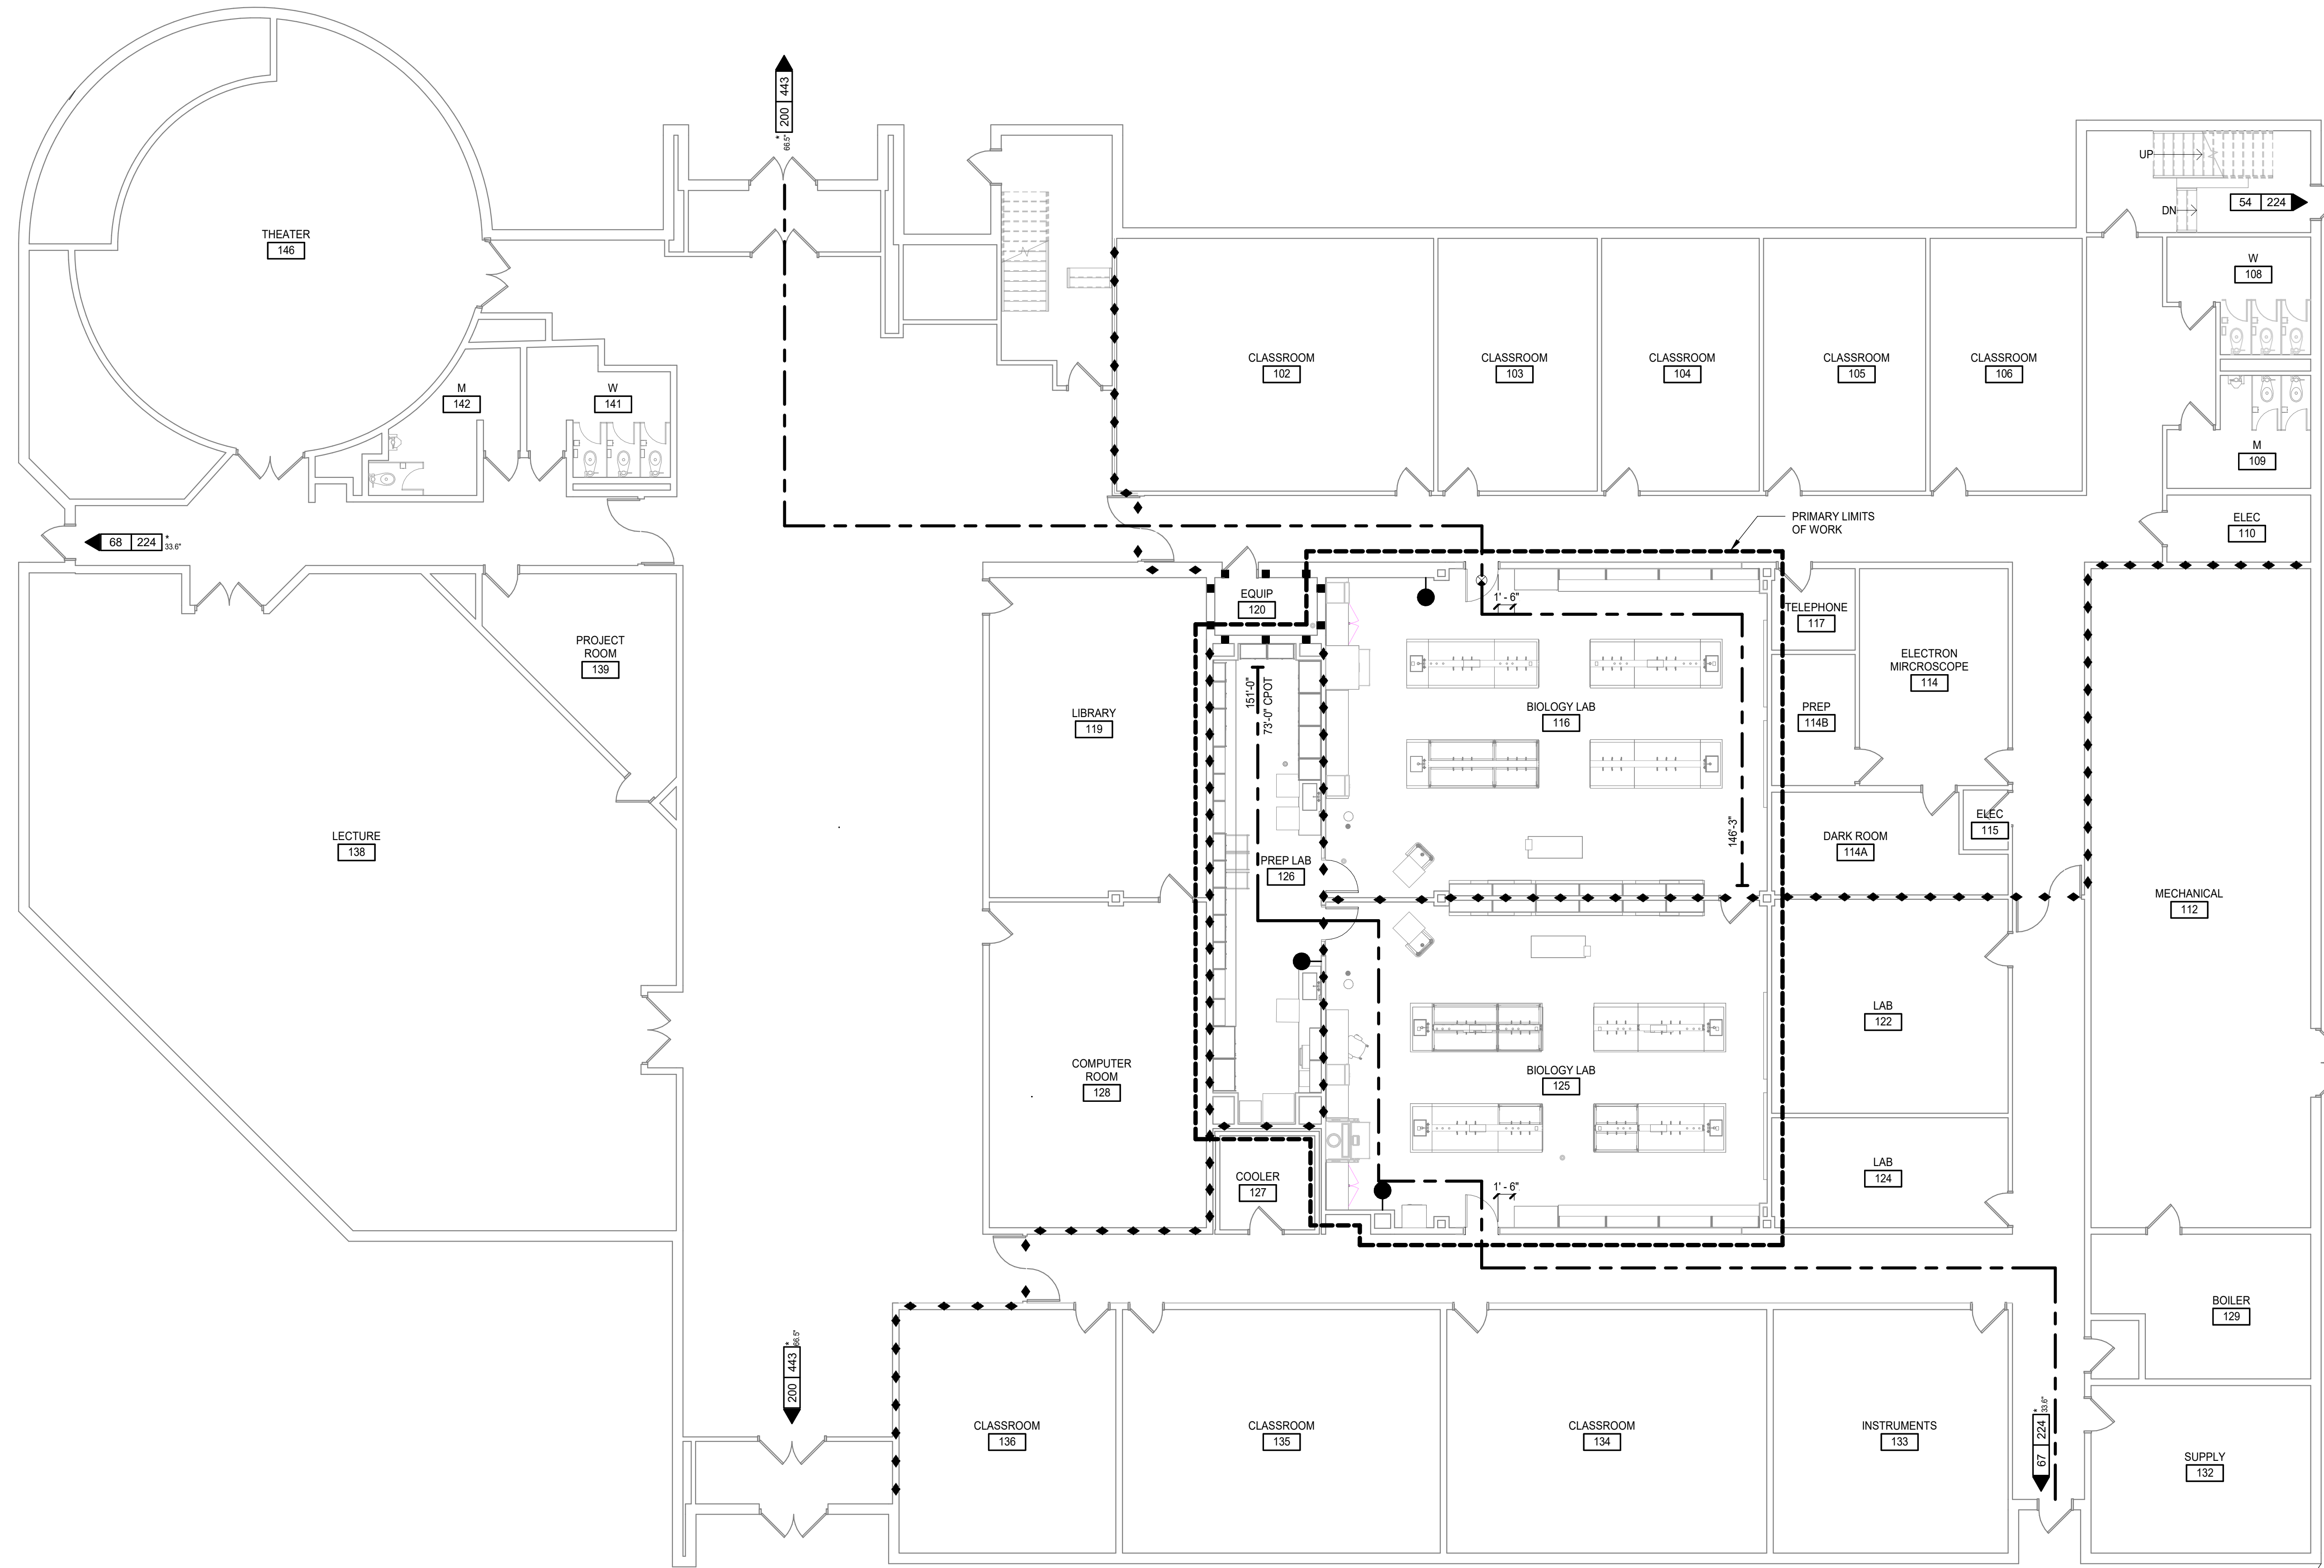 THEATER
146
200 443
*
66.5"
UP
DN
54 224
W
108
M
109
ELEC
110
CLASSROOM
102
CLASSROOM
103
CLASSROOM
104
CLASSROOM
105
CLASSROOM
106
M
142
W
141
68 224
*
33.6"
PRIMARY LIMITS
OF WORK
PROJECT
ROOM
139
EQUIP
120
1' - 6"
TELEPHONE
117
ELECTRON
MIRCROSCOPE
114
LIBRARY
119
151'-0"
73'-0" CPOT
BIOLOGY LAB
116
PREP
114B
LECTURE
138
PREP LAB
126
146'-3"
DARK ROOM
114A
ELEC
115
MECHANICAL
112
LAB
122
COMPUTER
ROOM
128
BIOLOGY LAB
125
COOLER
127
1' - 6"
LAB
124
BOILER
129
200 443
*
66.5"
CLASSROOM
136
CLASSROOM
135
CLASSROOM
134
INSTRUMENTS
133
67 224
*
33.6"
SUPPLY
132